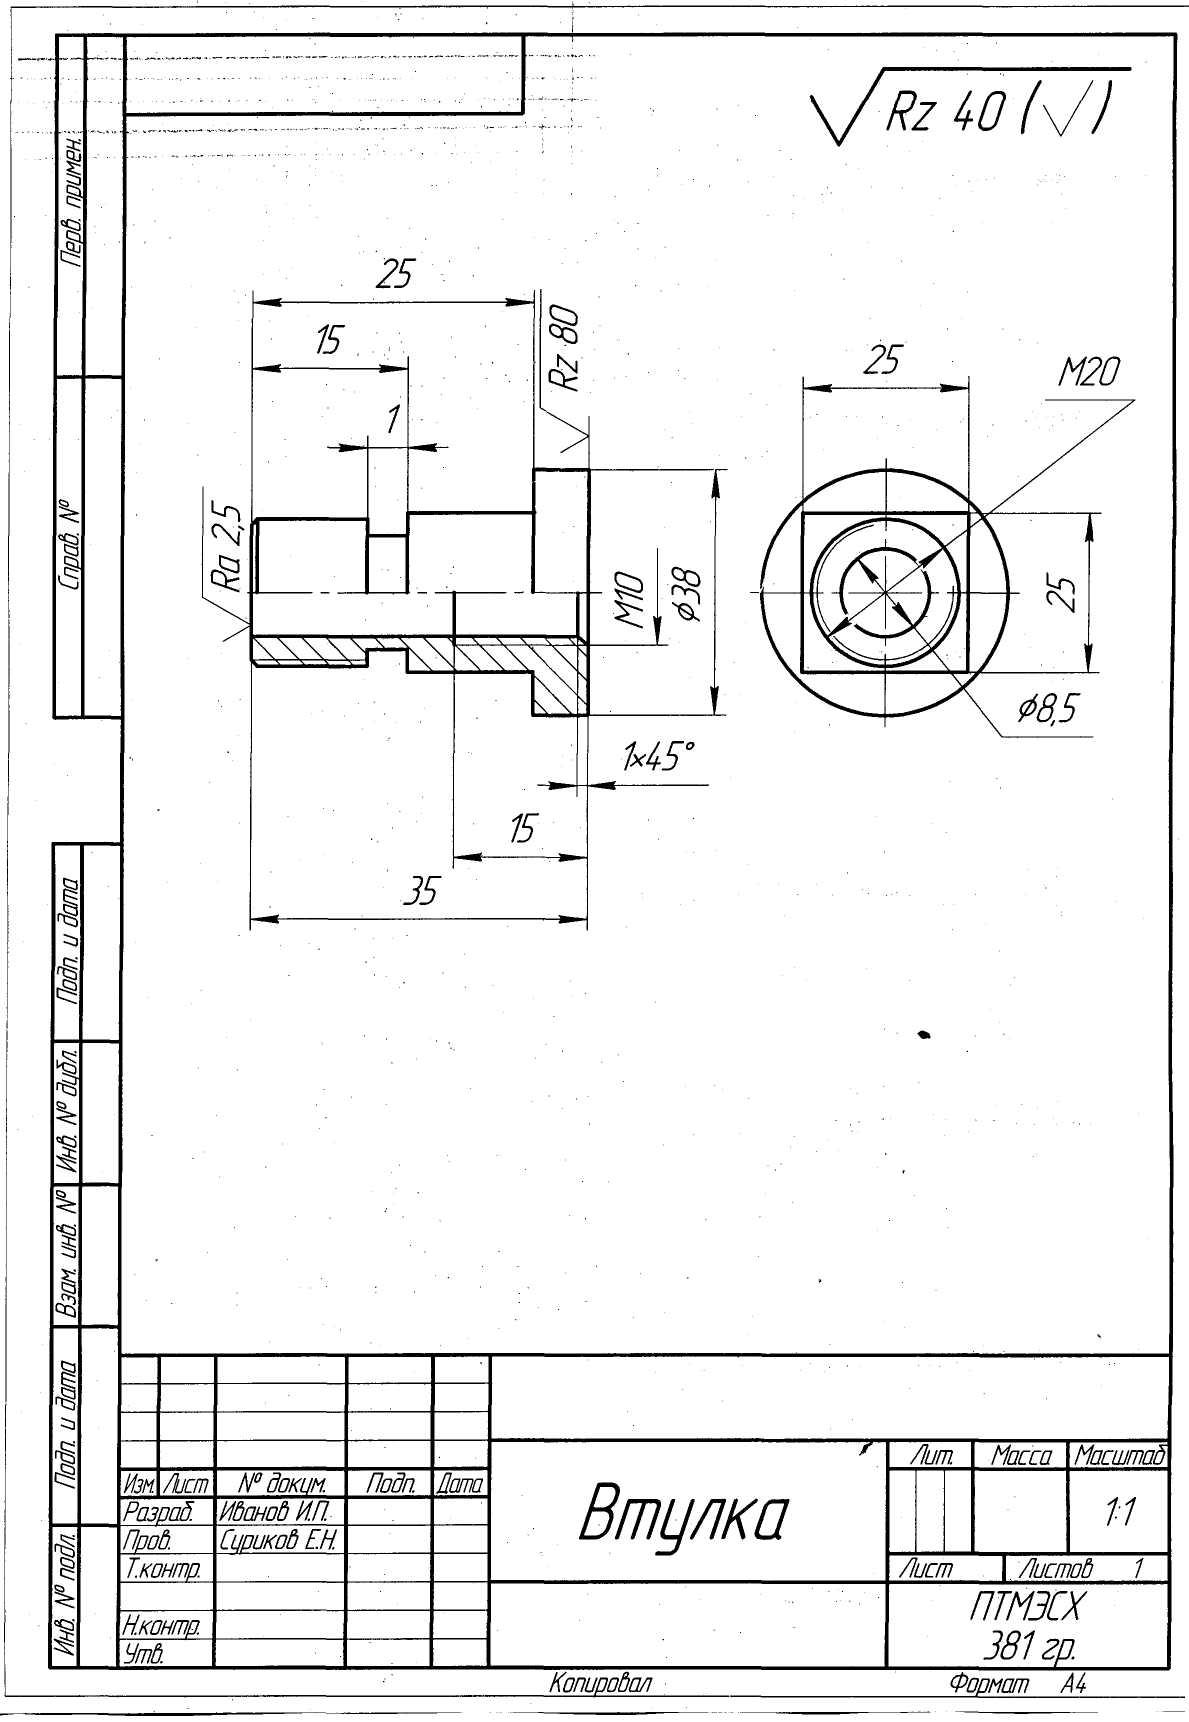 Перв. примен.
Справ. №
Подп. и дата
Инв. № дубл.
Взам. инв. №
Подп. и дата
Инв. № подл.
Rz 40 (√)
25
15
1
Rz 80
Ra 2,5
M10
⌀38
1×45°
15
35
25
M20
25
⌀8,5
Изм. Лист № докум. Подп. Дата
Разраб. Иванов И.П.
Пров. Суриков Е.Н.
Т.контр.
Н.контр.
Утв.
Втулка
Лит. Масса Масштаб
1:1
Лист Листов 1
ПТМЭСХ
381 гр.
Копировал Формат А4